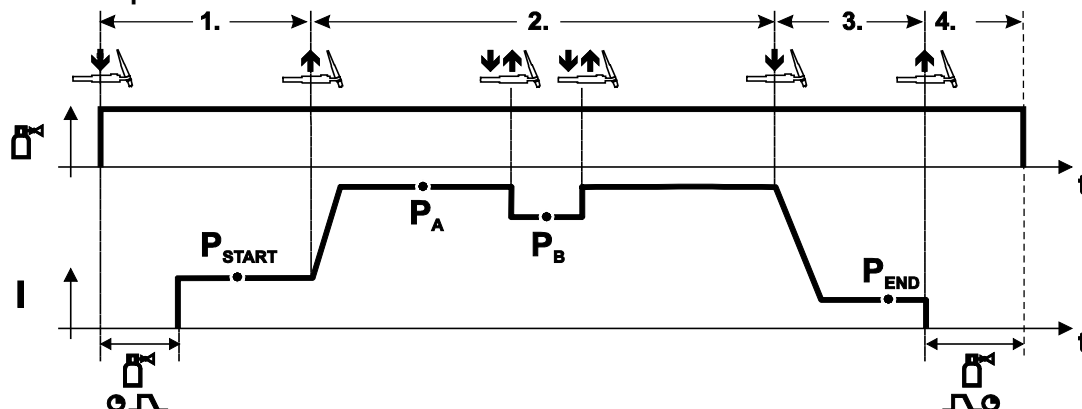 1. 2. 3. 4.
t
P_A
P_B
P_START
P_END
I
t